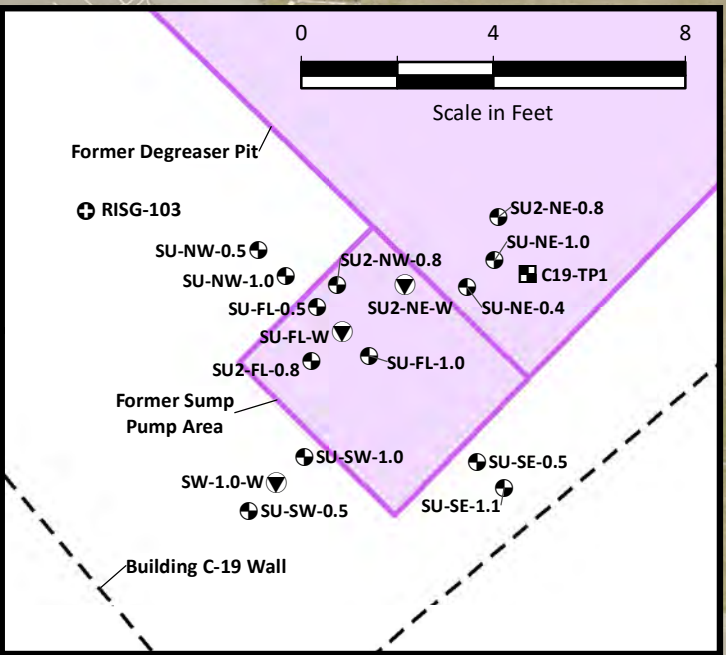 0 4 8
Scale in Feet
Former Degreaser Pit
RISG-103
SU2-NE-0.8
SU-NW-0.5
SU-NE-1.0
SU2-NW-0.8
SU-NW-1.0
C19-TP1
SU-FL-0.5
SU2-NE-W
SU-NE-0.4
SU-FL-W
SU2-FL-0.8
SU-FL-1.0
Former Sump
Pump Area
SU-SW-1.0
SU-SE-0.5
SW-1.0-W
SU-SE-1.1
SU-SW-0.5
Building C-19 Wall